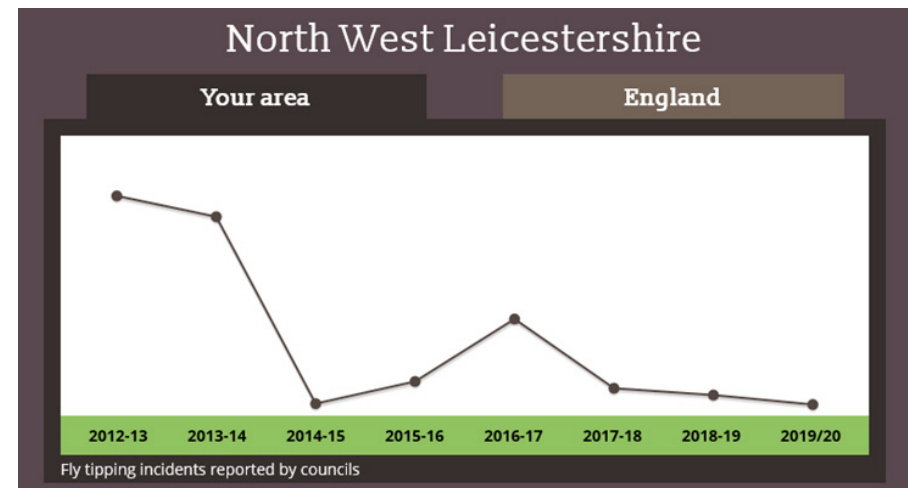 North West Leicestershire
Your area
England
2012-13 2013-14 2014-15 2015-16 2016-17 2017-18 2018-19 2019/20
Fly tipping incidents reported by councils